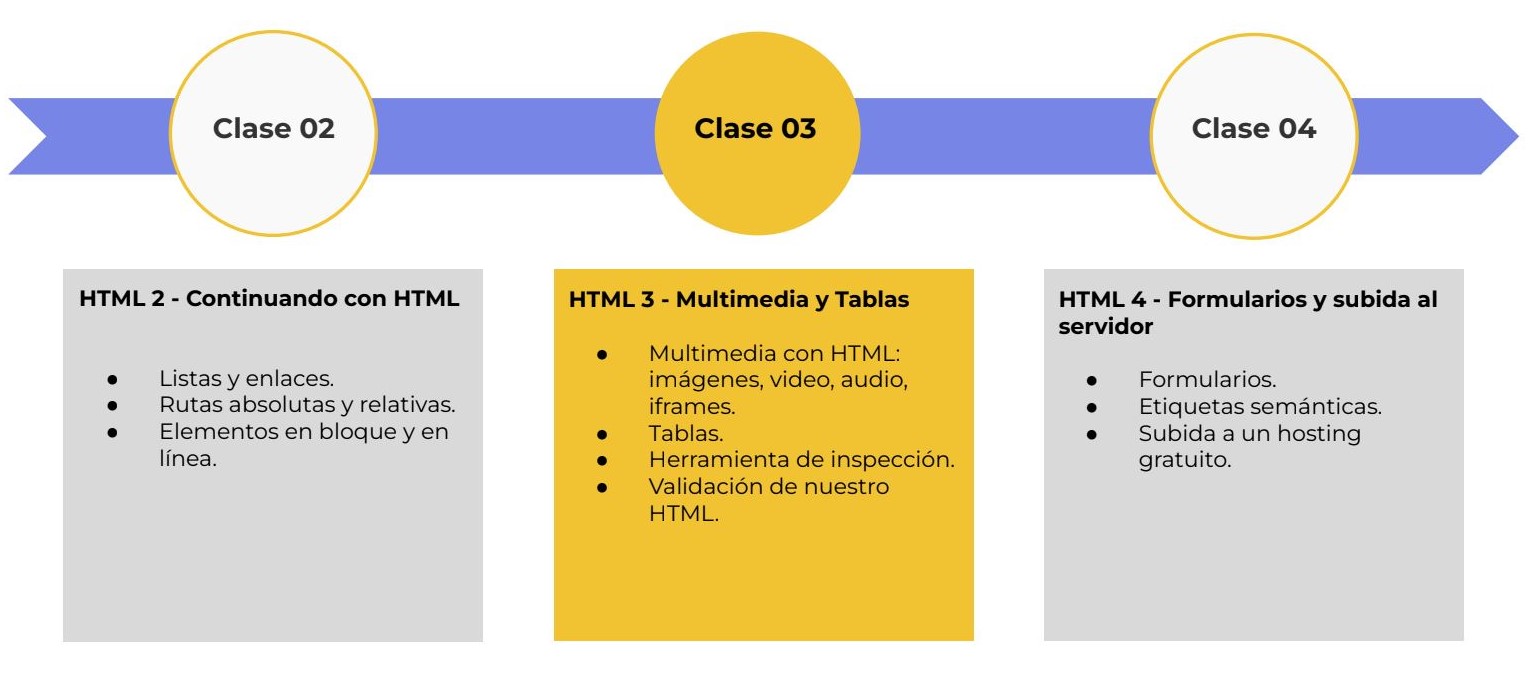 Clase 02
Clase 03
Clase 04
HTML 2 - Continuando con HTML
● Listas y enlaces.
● Rutas absolutas y relativas.
● Elementos en bloque y en
línea.
HTML 3 - Multimedia y Tablas
● Multimedia con HTML:
imágenes, video, audio,
iframes.
● Tablas.
● Herramienta de inspección.
● Validación de nuestro
HTML.
HTML 4 - Formularios y subida al
servidor
● Formularios.
● Etiquetas semánticas.
● Subida a un hosting
gratuito.